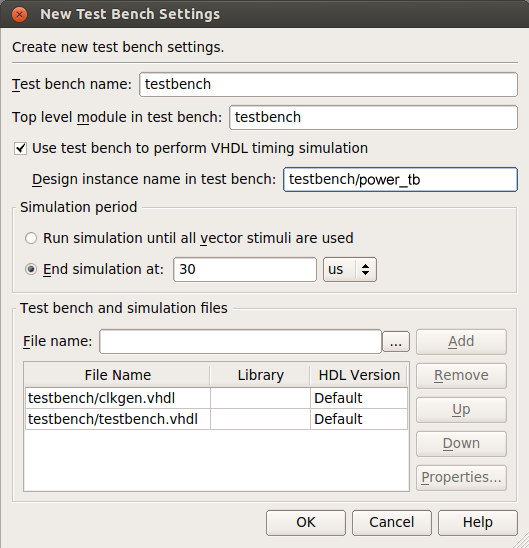 New Test Bench Settings
Create new test bench settings.
Test bench name: testbench
Top level module in test bench: testbench
Use test bench to perform VHDL timing simulation
Design instance name in test bench: testbench/power_tb
Simulation period
Run simulation until all vector stimuli are used
End simulation at: 30 us
Test bench and simulation files
File name: ... Add
File Name Library HDL Version Remove
testbench/clkgen.vhdl Default
testbench/testbench.vhdl Default
Up
Down
Properties...
OK Cancel Help